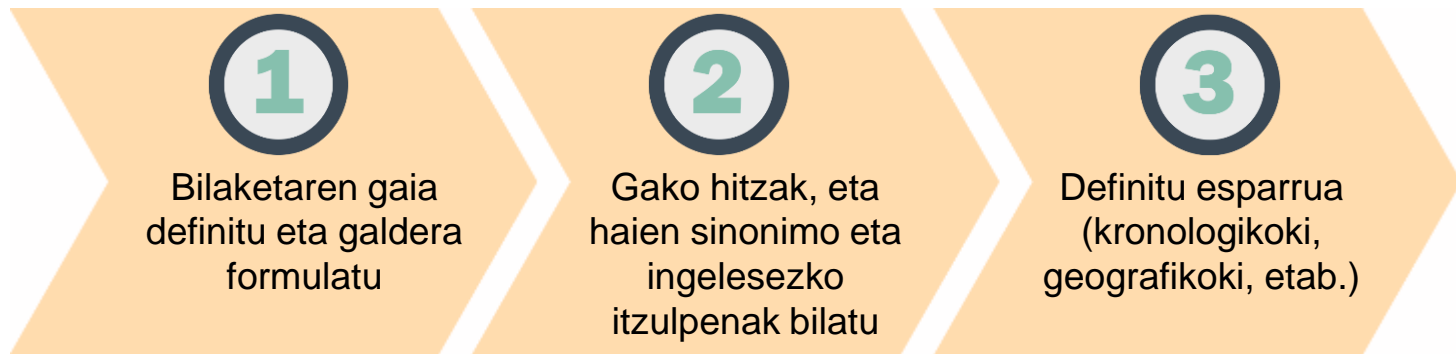 1
Bilaketaren gaia
definitu eta galdera
formulatu
2
Gako hitzak, eta
haien sinonimo eta
ingelesezko
itzulpenak bilatu
3
Definitu esparrua
(kronologikoki,
geografikoki, etab.)